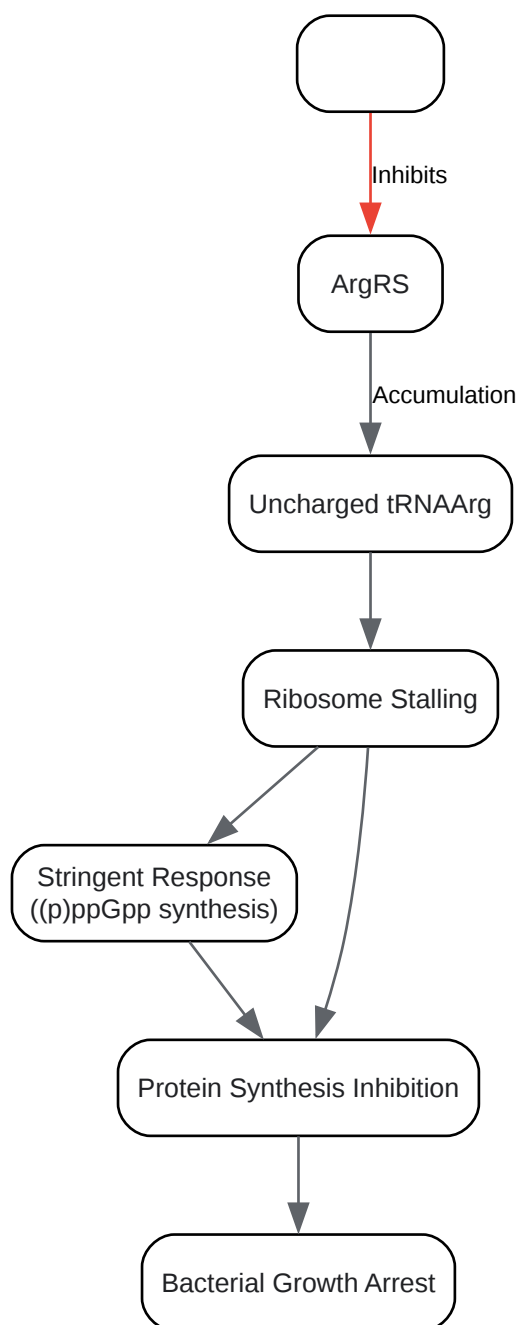 Inhibits
ArgRS
Accumulation
Uncharged tRNAArg
Ribosome Stalling
Stringent Response
((p)ppGpp synthesis)
Protein Synthesis Inhibition
Bacterial Growth Arrest